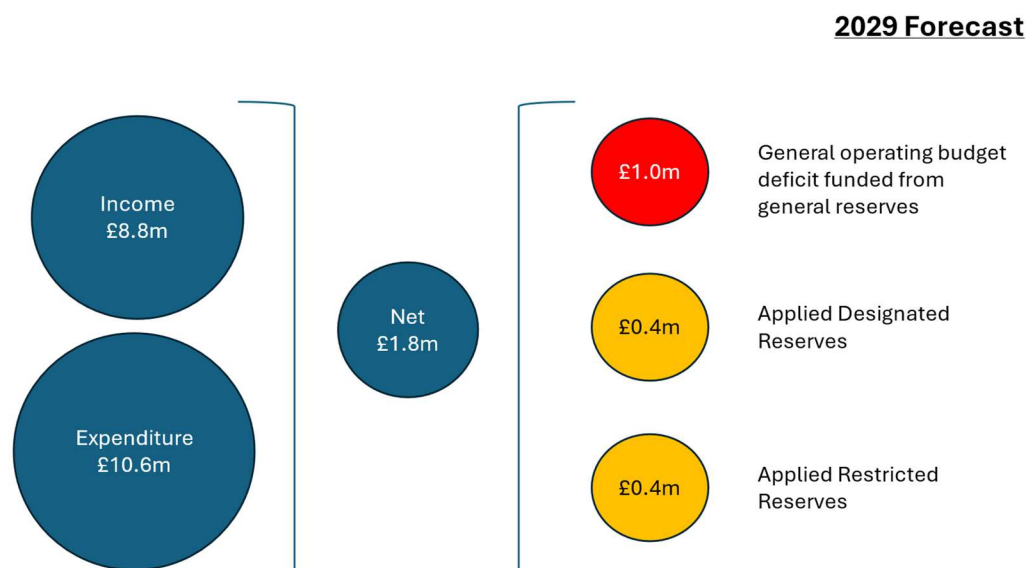 2029 Forecast
Income
£8.8m
Expenditure
£10.6m
Net
£1.8m
£1.0m
General operating budget
deficit funded from
general reserves
£0.4m
Applied Designated
Reserves
£0.4m
Applied Restricted
Reserves